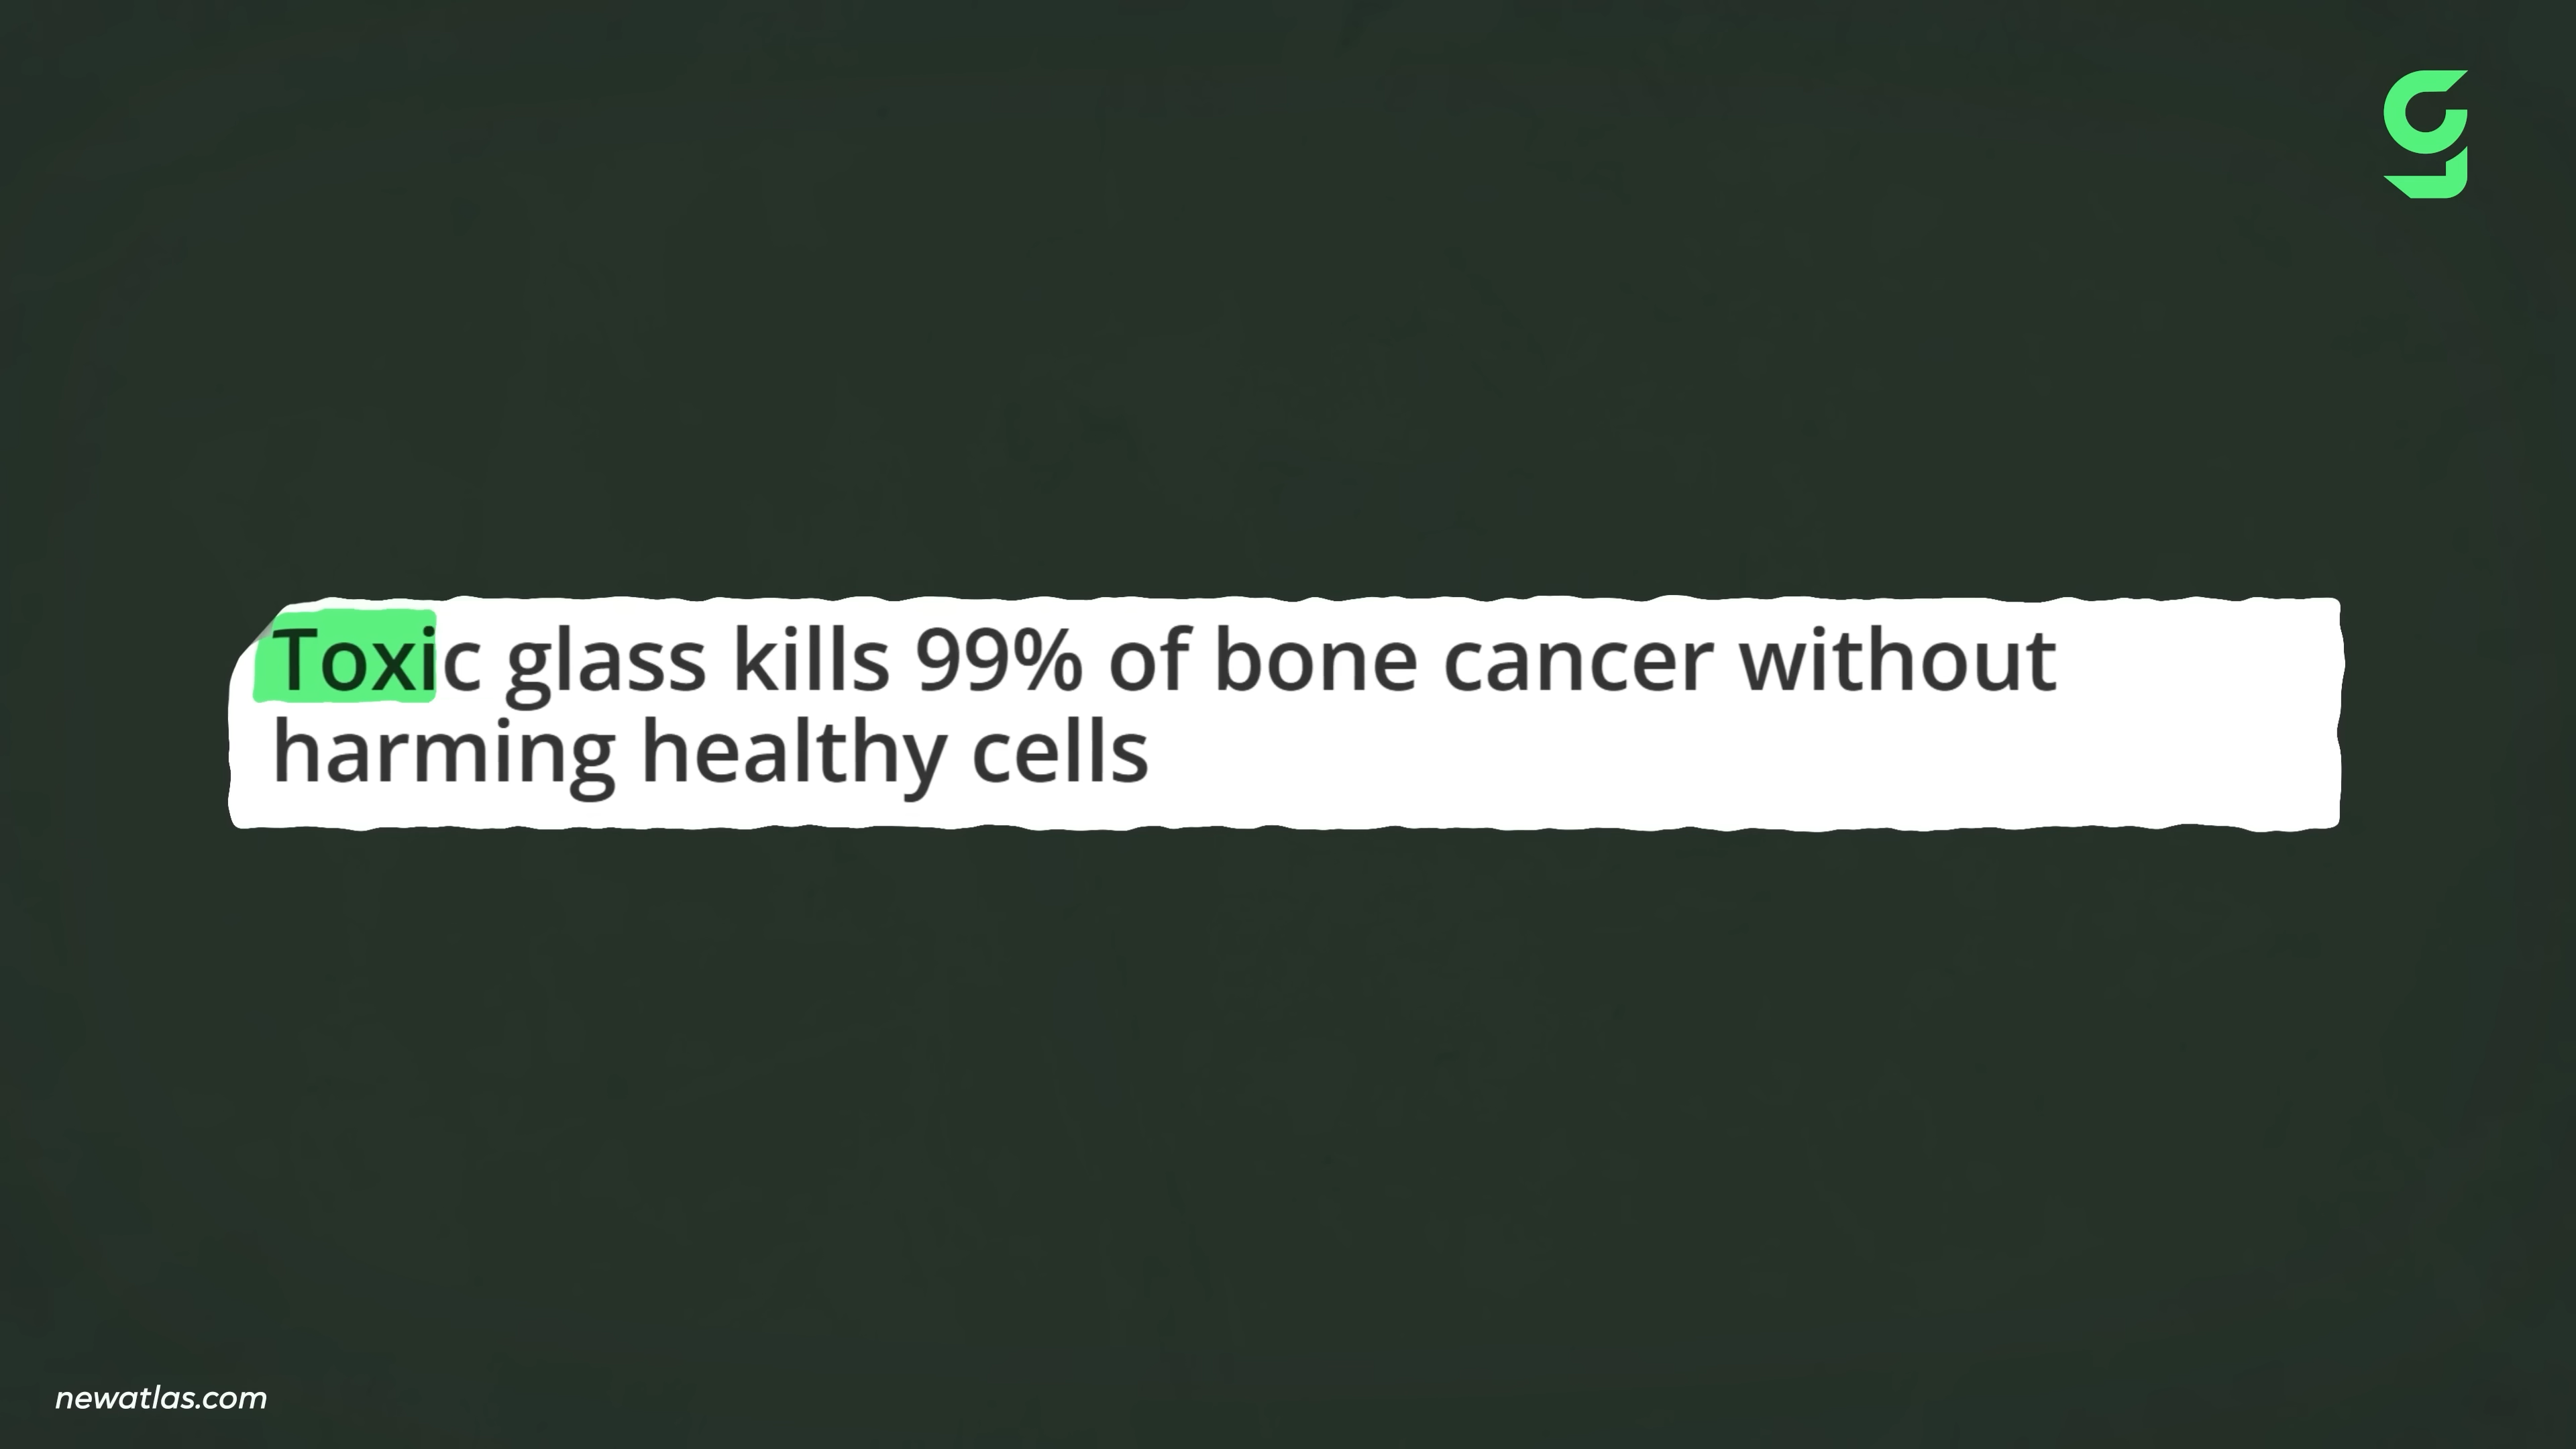 Toxic glass kills 99% of bone cancer without
harming healthy cells
newatlas.com